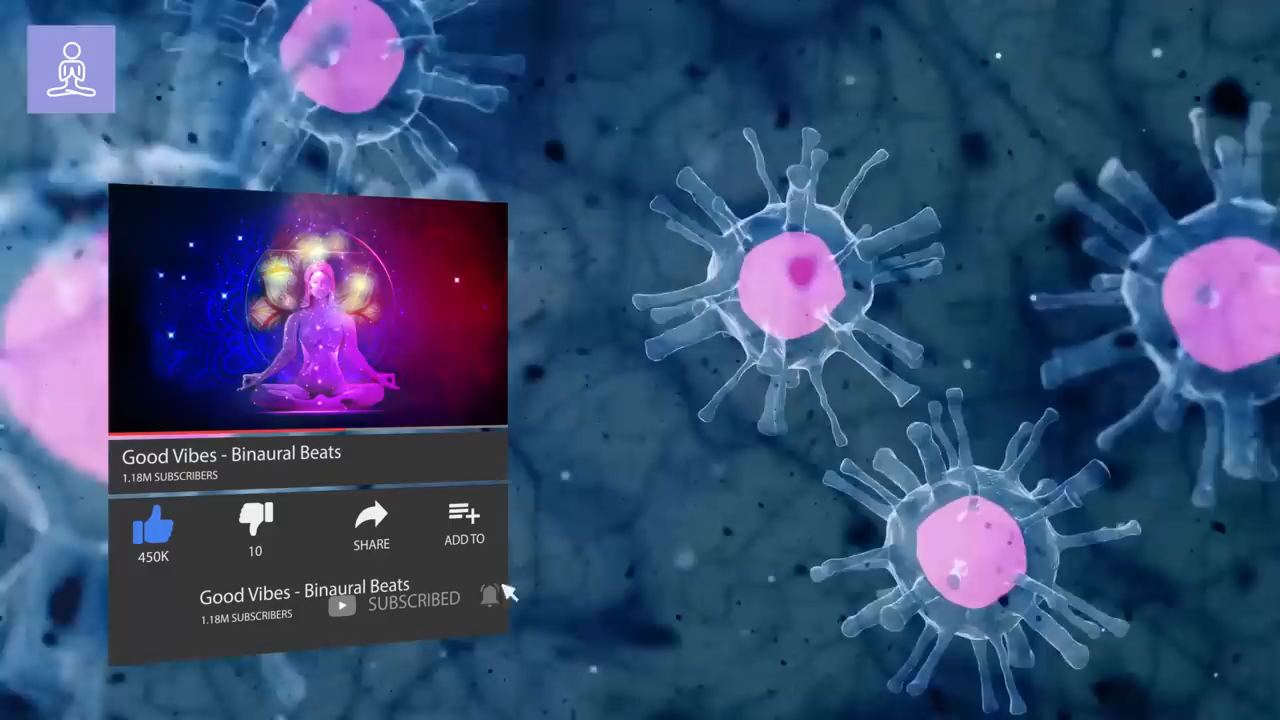 Good Vibes - Binaural Beats
1.18M SUBSCRIBERS
450K
10
SHARE
ADD TO
Good Vibes - Binaural Beats
1.18M SUBSCRIBERS
SUBSCRIBED